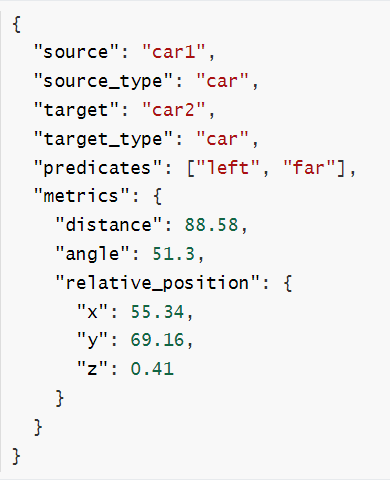 {
  "source": "car1",
  "source_type": "car",
  "target": "car2",
  "target_type": "car",
  "predicates": ["left", "far"],
  "metrics": {
    "distance": 88.58,
    "angle": 51.3,
    "relative_position": {
      "x": 55.34,
      "y": 69.16,
      "z": 0.41
    }
  }
}